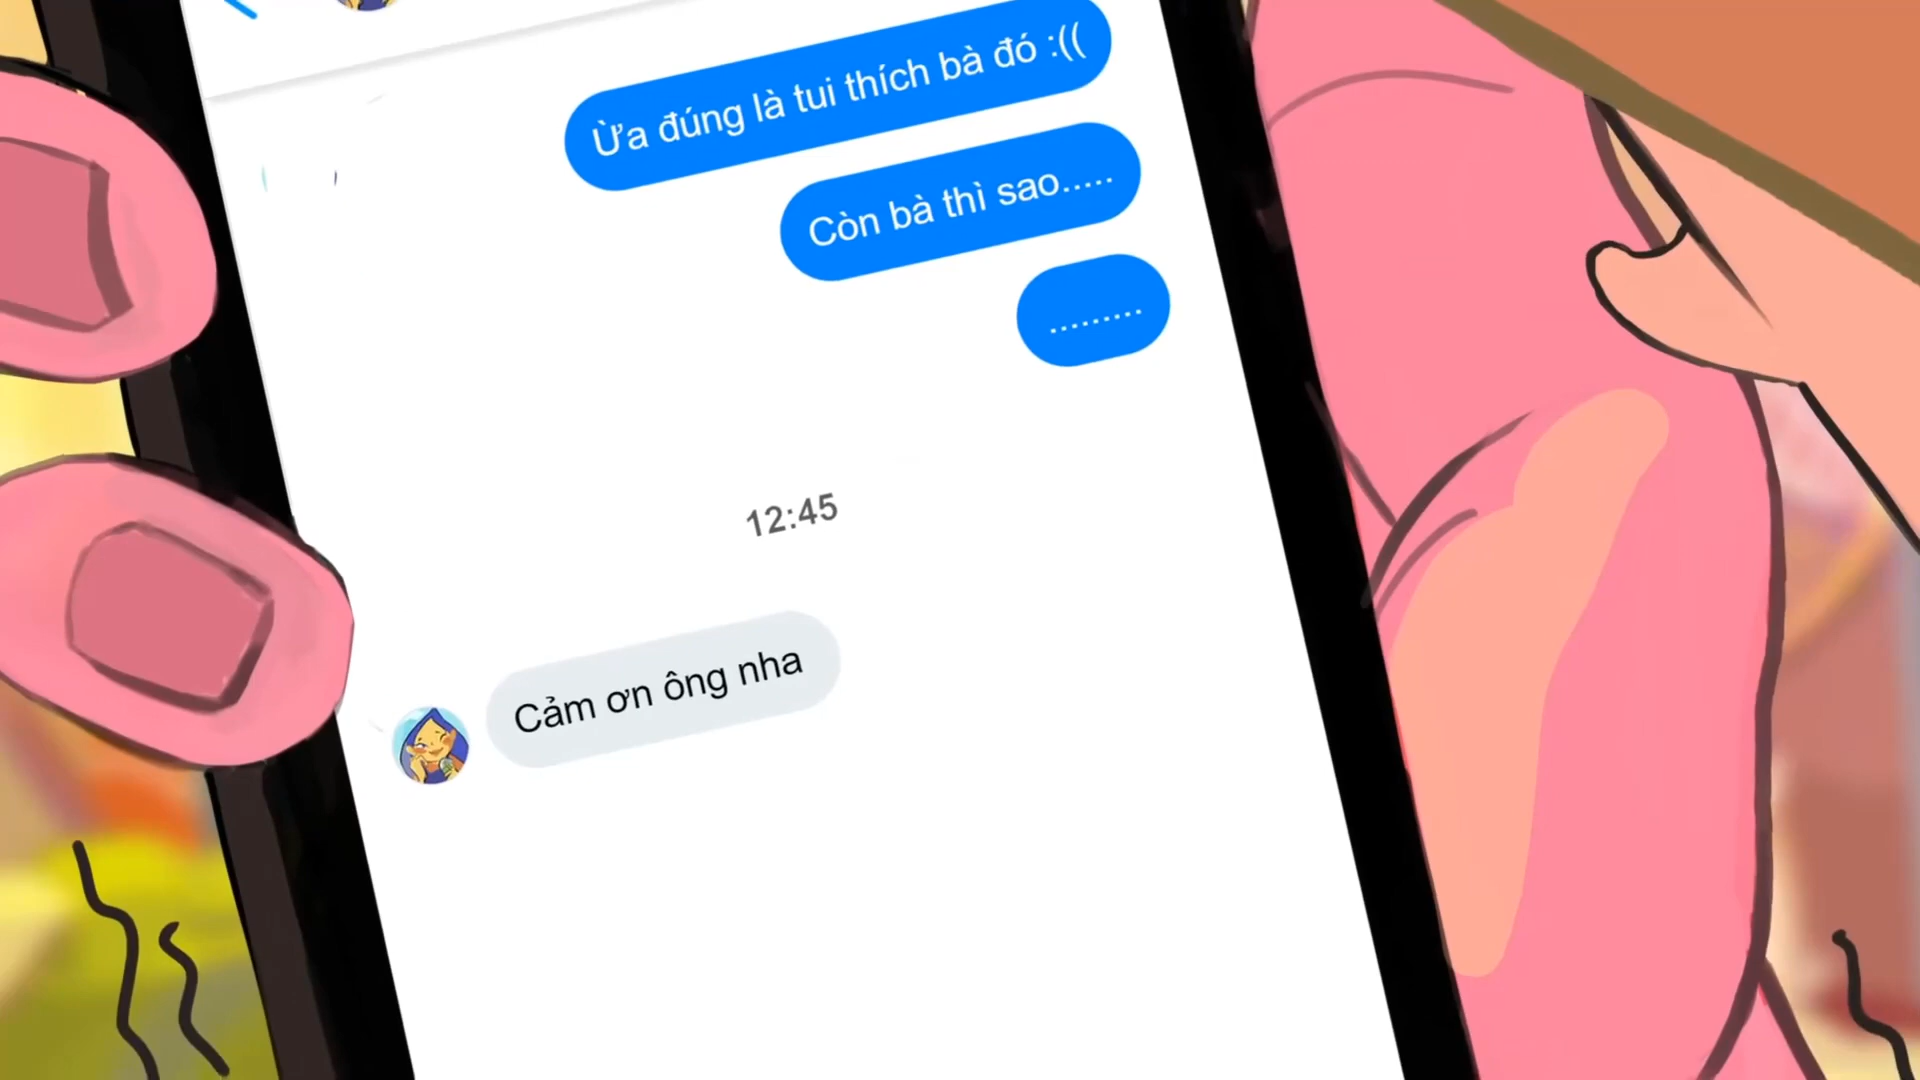 Ừa đúng là tui thích bà đó :((
Còn bà thì sao.....
.........
12:45
Cảm ơn ông nha